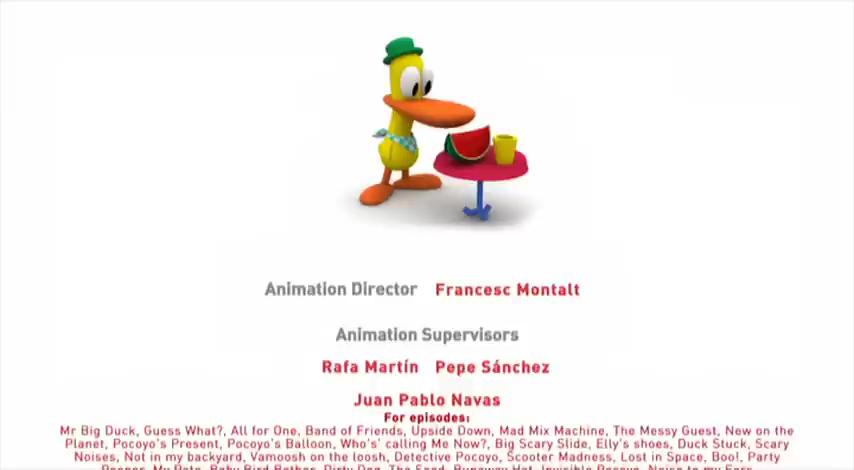 Animation Director Francesc Montalt
Animation Supervisors
Rafa Martín Pepe Sánchez
Juan Pablo Navas
For episodes:
Mr Big Duck, Guess What?, All for One, Band of Friends, Upside Down, Mad Mix Machine, The Messy Guest, New on the
Planet, Pocoyo's Present, Pocoyo's Balloon, Who's' calling Me Now?, Big Scary Slide, Elly's shoes, Duck Stuck, Scary
Noises, Not in my backyard, Vamoosh on the loosh, Detective Pocoyo, Scooter Madness, Lost in Space, Boo!, Party